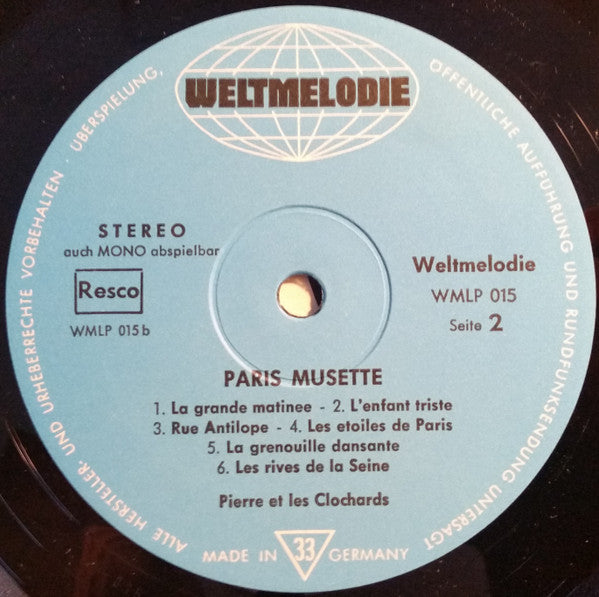 WELTMELODIE
ALLE HERSTELLER- UND URHEBERRECHTE VORBEHALTEN · ÜBERSPIELUNG, ÖFFENTLICHE AUFFÜHRUNG UND RUNDFUNKSENDUNG UNTERSAGT
STEREO
auch MONO abspielbar
Resco
WMLP 015b
Weltmelodie
WMLP 015
Seite 2
PARIS MUSETTE
1. La grande matinee - 2. L'enfant triste
3. Rue Antilope - 4. Les etoiles de Paris
5. La grenouille dansante
6. Les rives de la Seine
Pierre et les Clochards
MADE IN 33 GERMANY